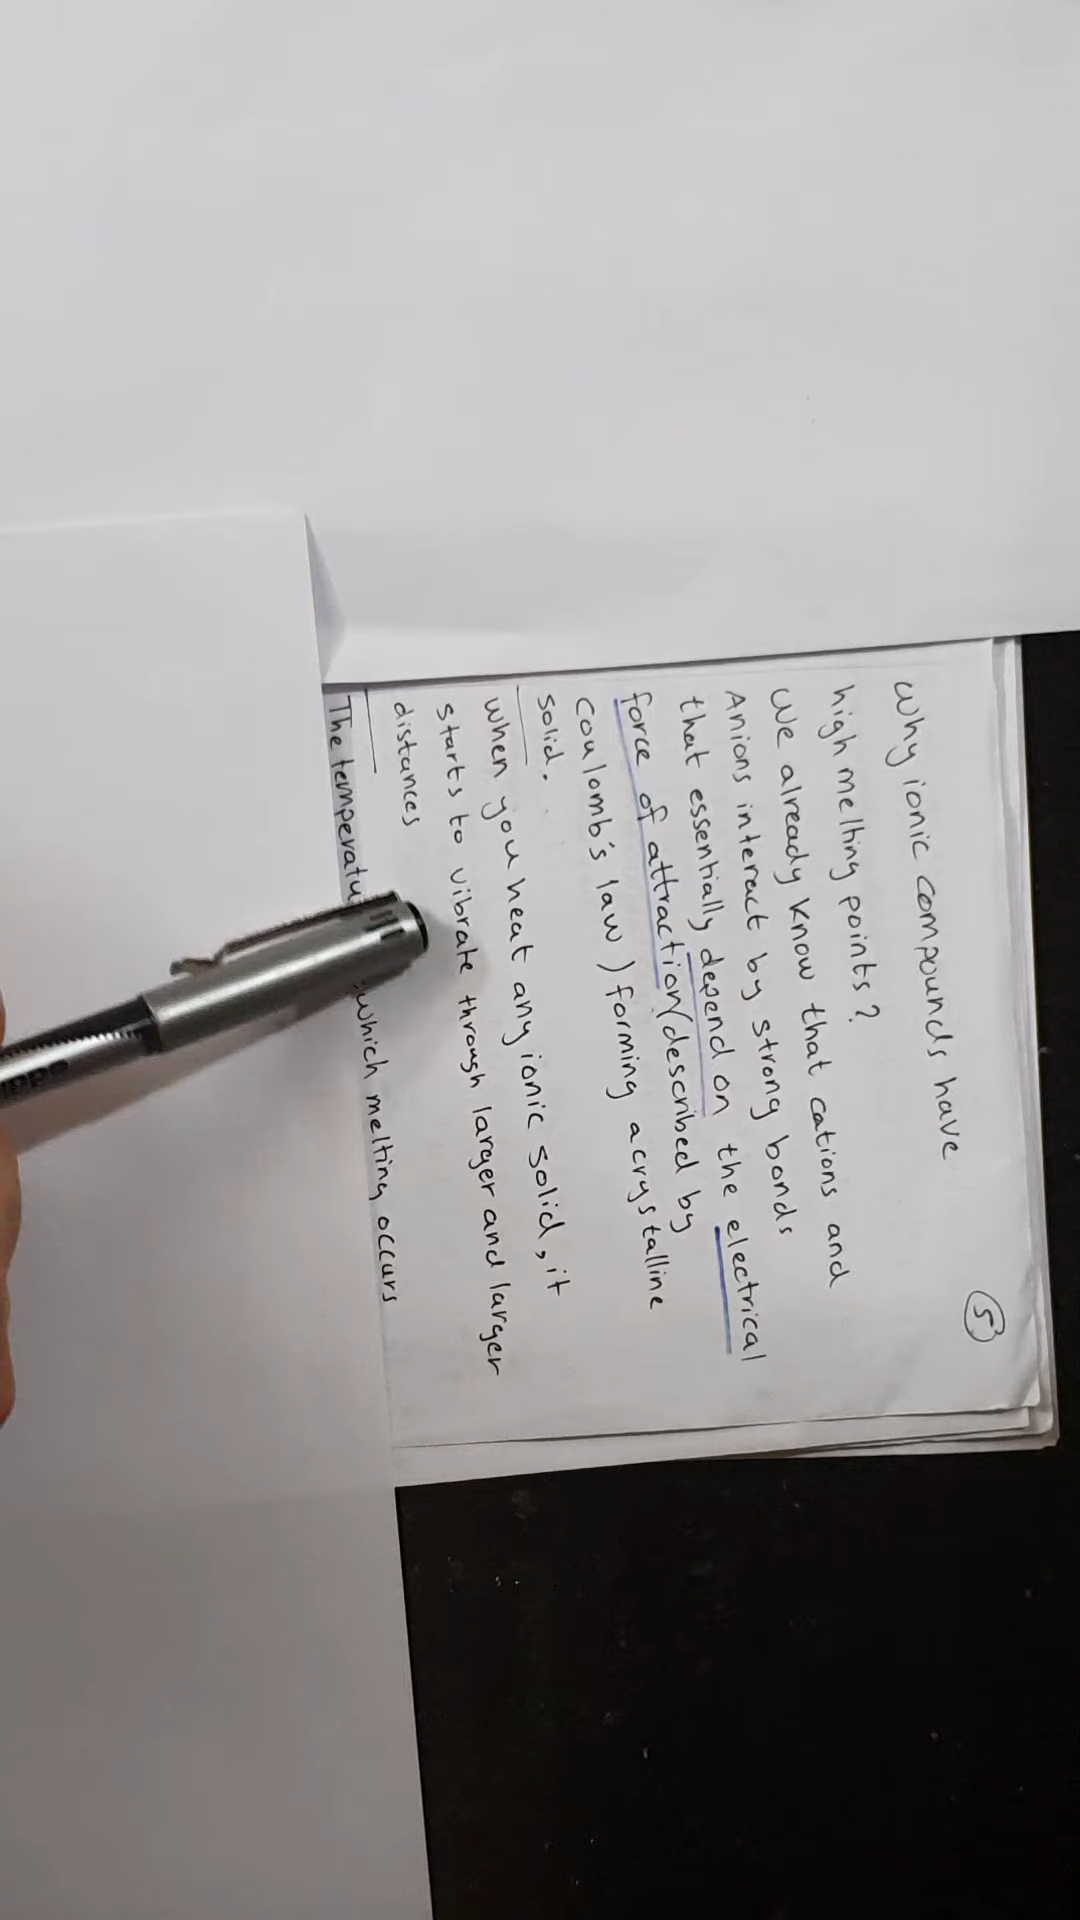 5
Why ionic compounds have
high melting points?
We already know that cations and
Anions interact by strong bonds
that essentially depend on the electrical
force of attraction (described by
coulomb's law) forming a crystalline
solid.
when you heat any ionic solid, it
starts to vibrate through larger and larger
distances
The which melting occurs